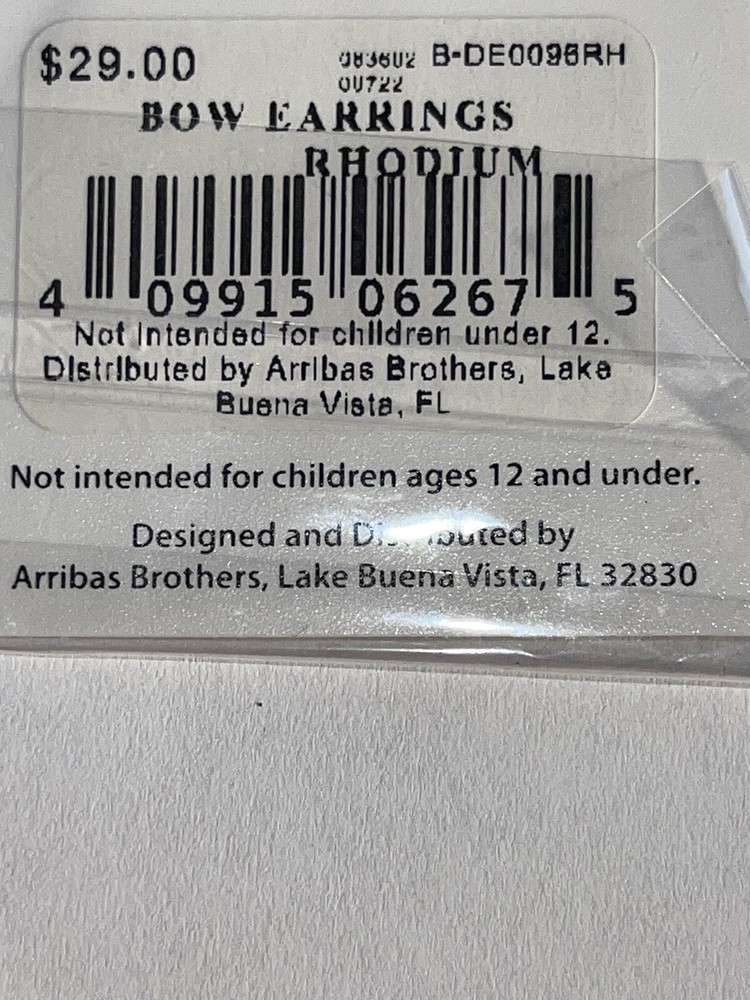 $29.00 083602 B-DE0096RH
00722
BOW EARRINGS
RHODIUM
4 09915 06267 5
Not Intended for children under 12.
Distributed by Arribas Brothers, Lake
Buena Vista, FL
Not intended for children ages 12 and under.
Designed and Distributed by
Arribas Brothers, Lake Buena Vista, FL 32830